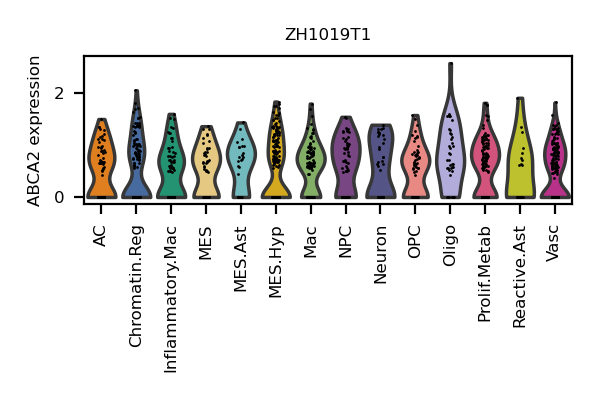 ZH1019T1
ABCA2 expression
2
0
AC
Chromatin.Reg
Inflammatory.Mac
MES
MES.Ast
MES.Hyp
Mac
NPC
Neuron
OPC
Oligo
Prolif.Metab
Reactive.Ast
Vasc